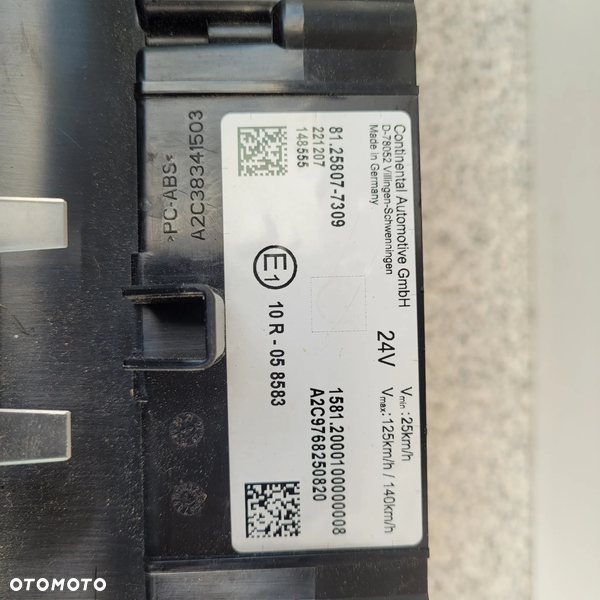 Continental Automotive GmbH
D-78052 Villingen-Schwenningen
Made in Germany
24V
Vmin :25km/h
Vmax:125km/h / 140km/h
81.25807-7309
221207
148555
E1
10 R - 05 8583
1581.2000100000008
A2C9768250820
A2C38341503
>PC-ABS<
OTOMOTO